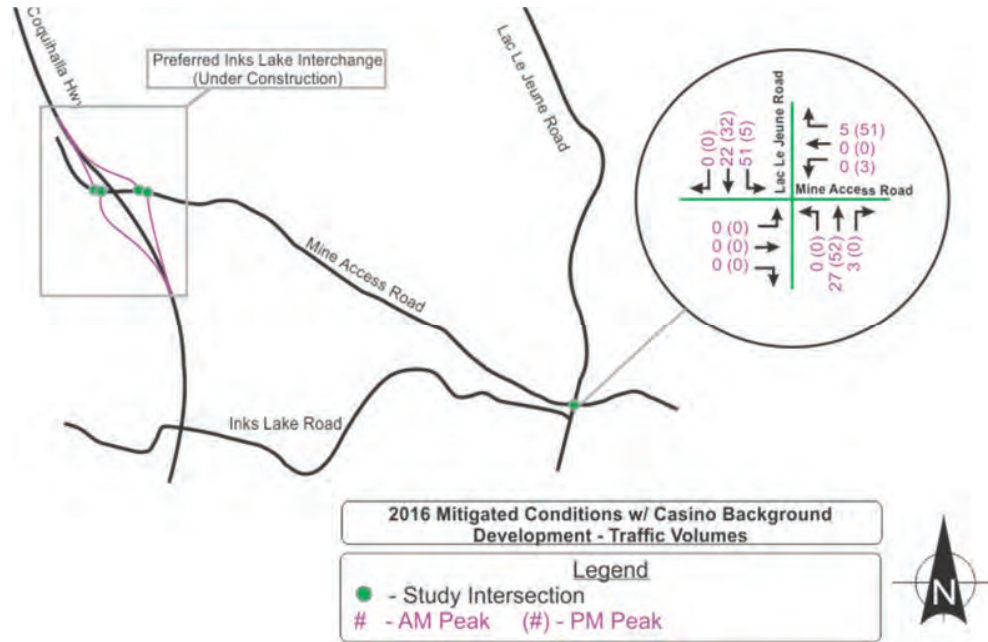 Coquihalla Hwy
Preferred Inks Lake Interchange
(Under Construction)
Lac Le Jeune Road
Mine Access Road
Inks Lake Road
0 (0)
22 (32)
51 (5)
Lac Le Jeune Road
5 (51)
0 (0)
0 (3)
Mine Access Road
0 (0)
0 (0)
0 (0)
0 (0)
27 (52)
3 (0)
2016 Mitigated Conditions w/ Casino Background
Development - Traffic Volumes
Legend
- Study Intersection
# - AM Peak (#) - PM Peak
N